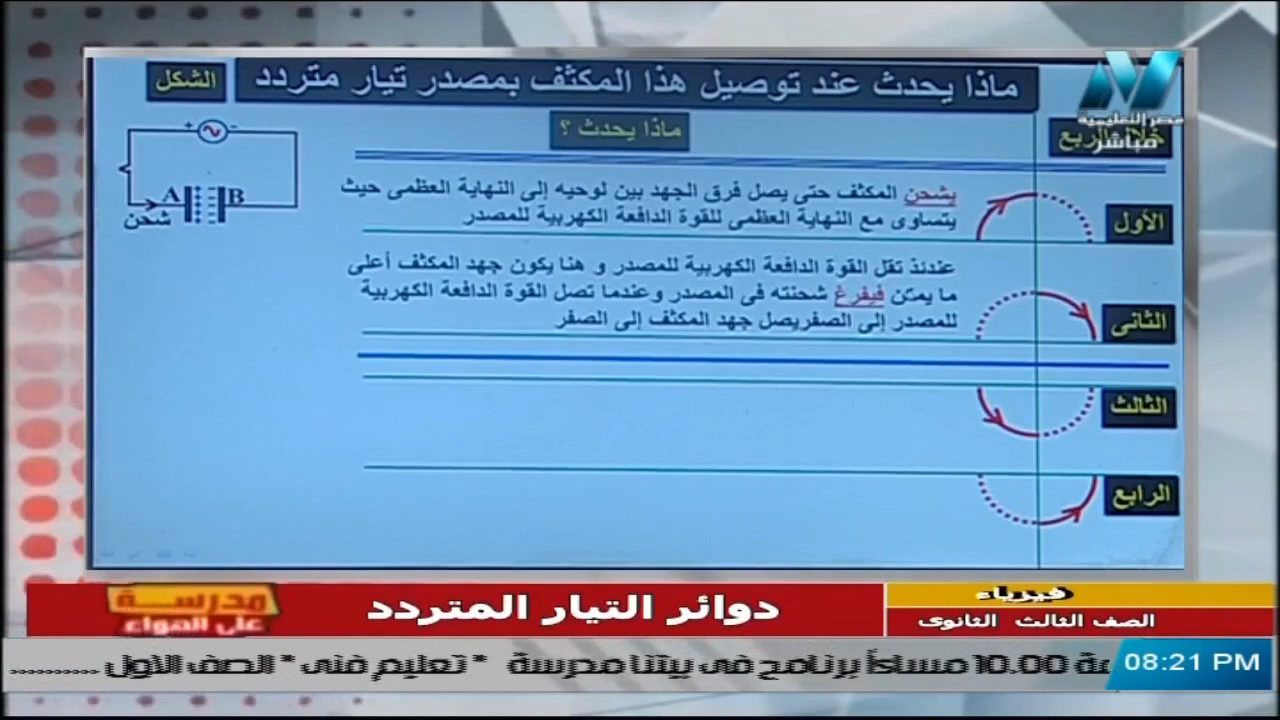 ماذا يحدث عند توصيل هذا المكثف بمصدر تيار متردد
الشكل
مصر التعليمية
مباشر
خلال الربع
ماذا يحدث ؟
الأول
يشحن المكثف حتى يصل فرق الجهد بين لوحيه إلى النهاية العظمى حيث
يتساوى مع النهاية العظمى للقوة الدافعة الكهربية للمصدر
+ -
A B
شحن
الثانى
عندئذ تقل القوة الدافعة الكهربية للمصدر و هنا يكون جهد المكثف أعلى
ما يمكن فيفرغ شحنته فى المصدر وعندما تصل القوة الدافعة الكهربية
للمصدر إلى الصفريصل جهد المكثف إلى الصفر
الثالث
الرابع
فيزياء
الصف الثالث الثانوى
دوائر التيار المتردد
مدرسة
على الهواء
08:21 PM
10.00 مساءاً برنامج فى بيتنا مدرسة * تعليم فنى * الصف الأول ..........